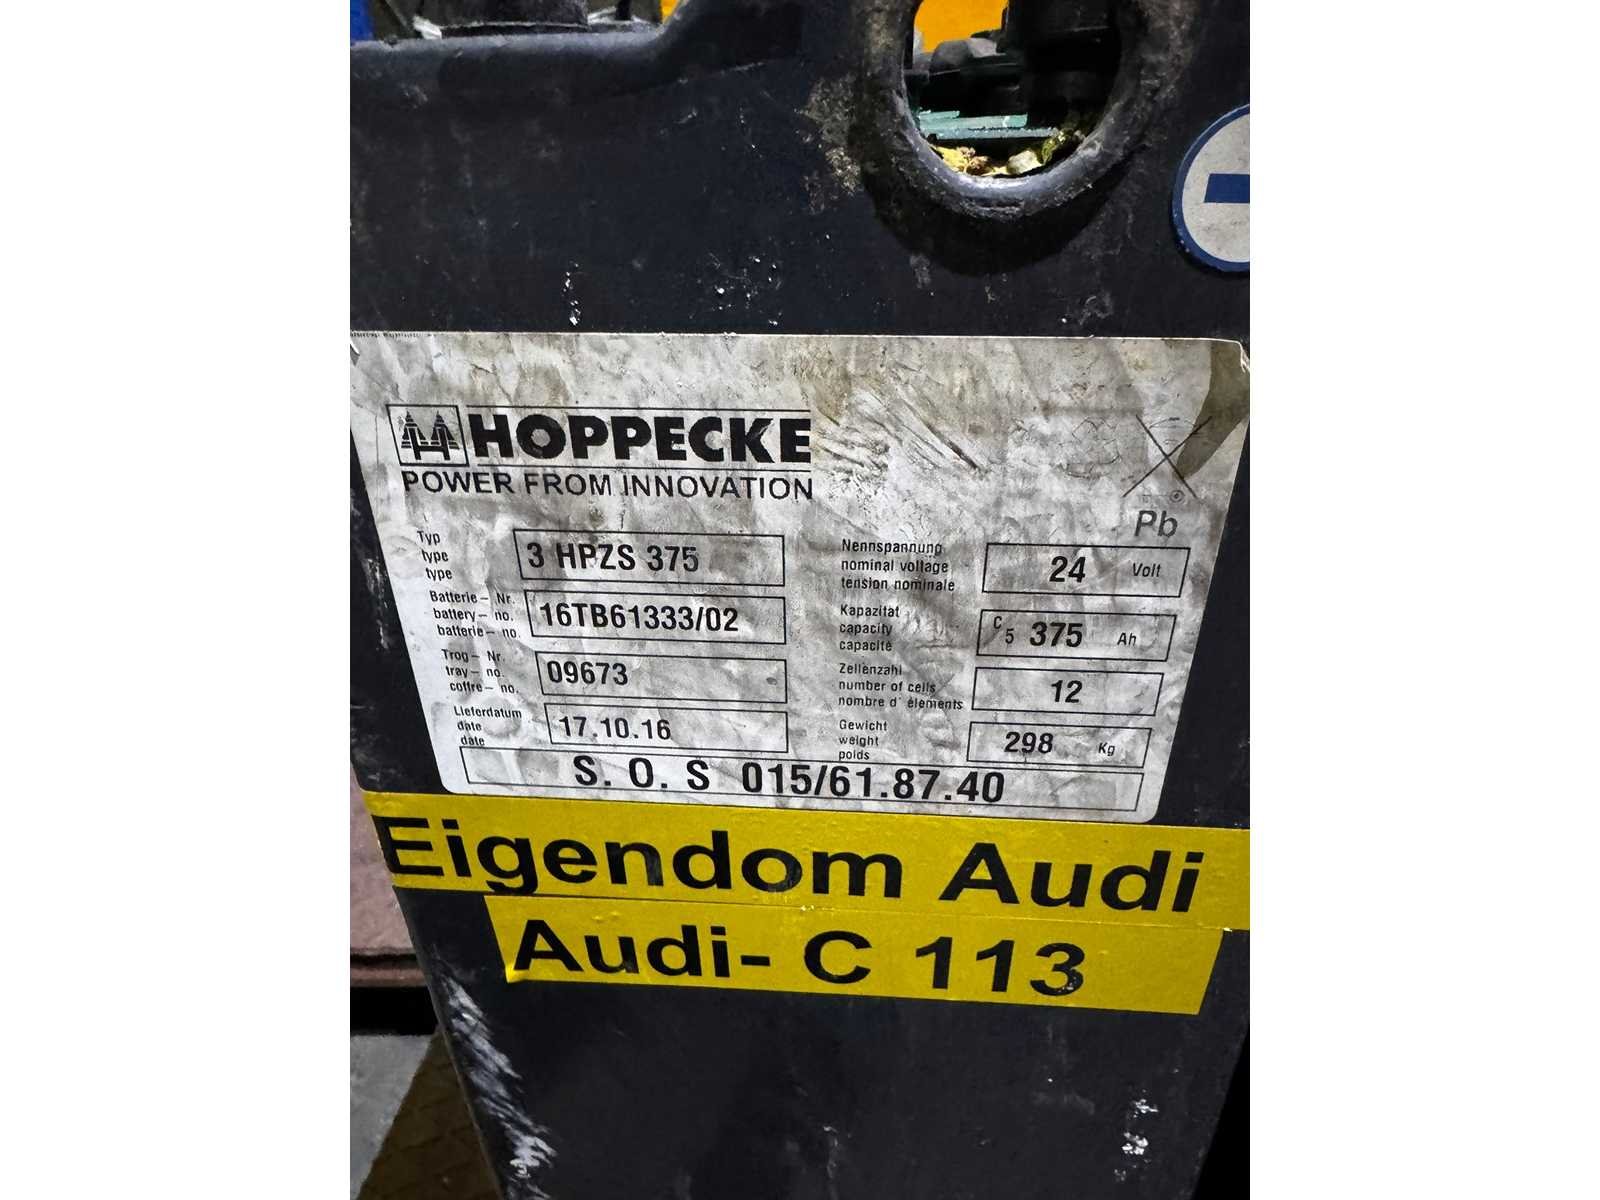 HOPPECKE
POWER FROM INNOVATION
Pb
Typ
type
type
3 HPZS 375
Batterie - Nr.
battery - no.
batterie - no.
16TB61333/02
Trog - Nr.
tray - no.
coffre - no.
09673
Lieferdatum
date
date
17.10.16
Nennspannung
nominal voltage
tension nominale
24 Volt
Kapazität
capacity
capacité
C5 375 Ah
Zellenzahl
number of cells
nombre d' élements
12
Gewicht
weight
poids
298 Kg
S. O. S 015/61.87.40
Eigendom Audi
Audi- C 113